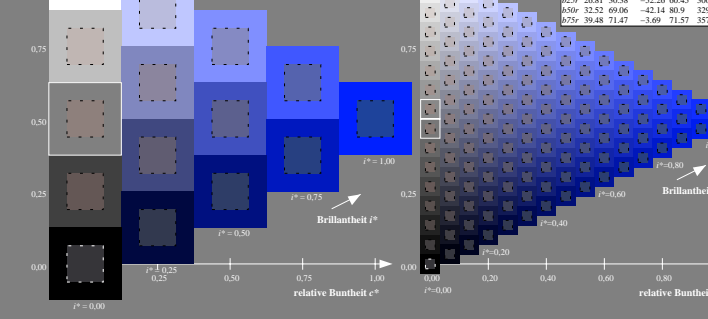 b50r 32.52 69.06 −42.14 80.9 329
b75r 39.48 71.47 −3.69 71.57 357
0,75
0,75
0,50
0,50
i* = 1,00
i*=0,80
0,25
0,25
i* = 0,75
i*=0,60
Brillantheit i*
i* = 0,50
i*=0,40
i*=0,20
0,00
i* = 0,25
0,00
0,25
0,50
0,75
1,00
0,00
0,20
0,40
0,60
0,80
relative Buntheit c*
i* = 0,00
i*=0,00